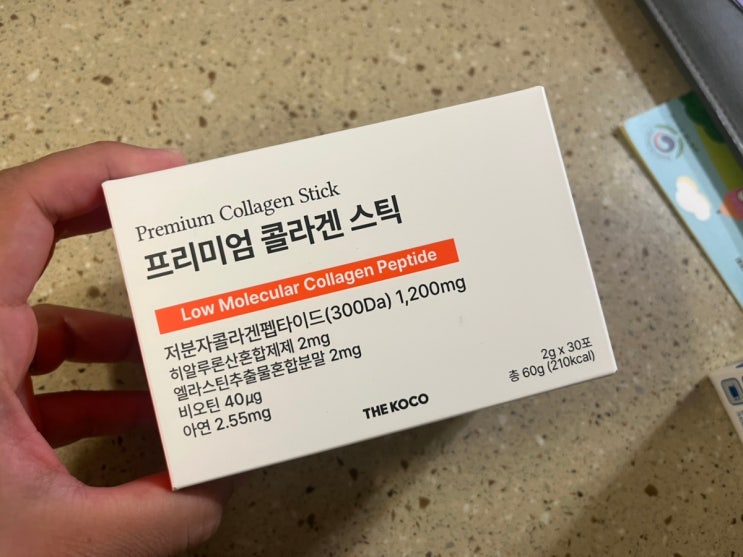 Premium Collagen Stick
프리미엄 콜라겐 스틱
Low Molecular Collagen Peptide
저분자콜라겐펩타이드(300Da) 1,200mg
히알루론산혼합제제 2mg
엘라스틴추출물혼합분말 2mg
비오틴 40㎍
아연 2.55mg
THE KOCO
2g x 30포
총 60g (210kcal)